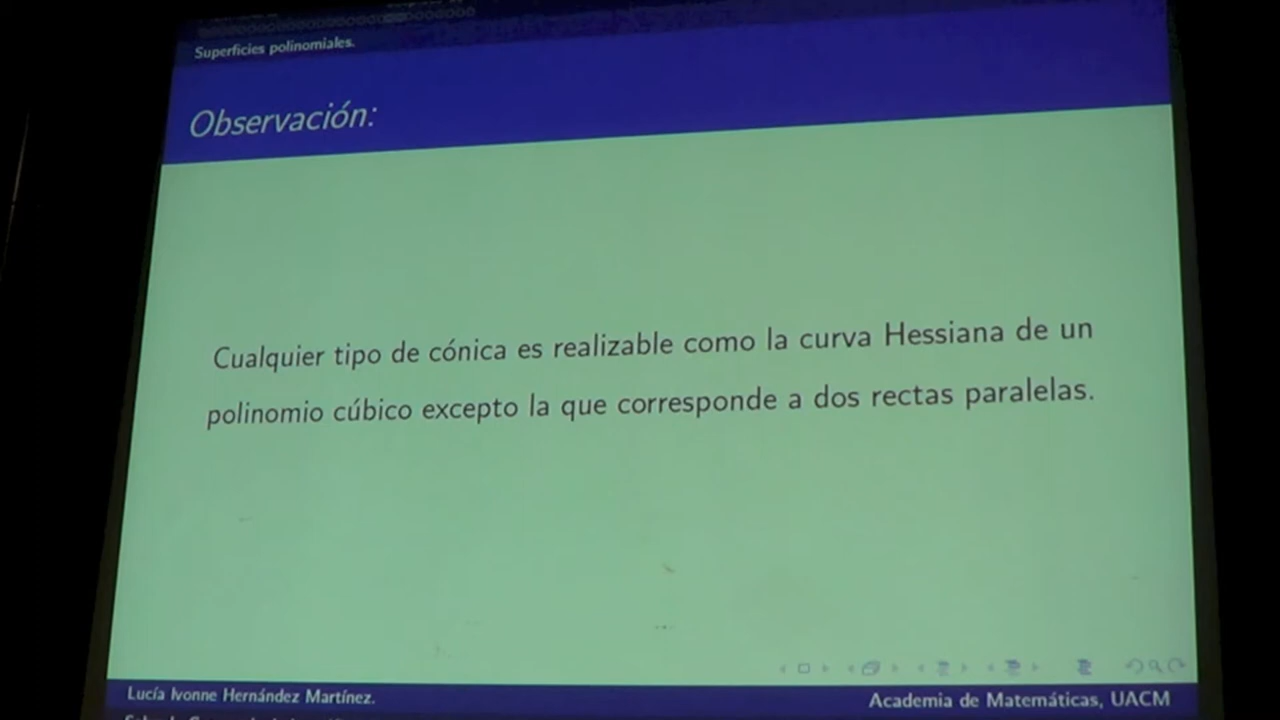 Superficies polinomiales.
Observación:
Cualquier tipo de cónica es realizable como la curva Hessiana de un
polinomio cúbico excepto la que corresponde a dos rectas paralelas.
Lucía Ivonne Hernández Martínez.
Academia de Matemáticas, UACM